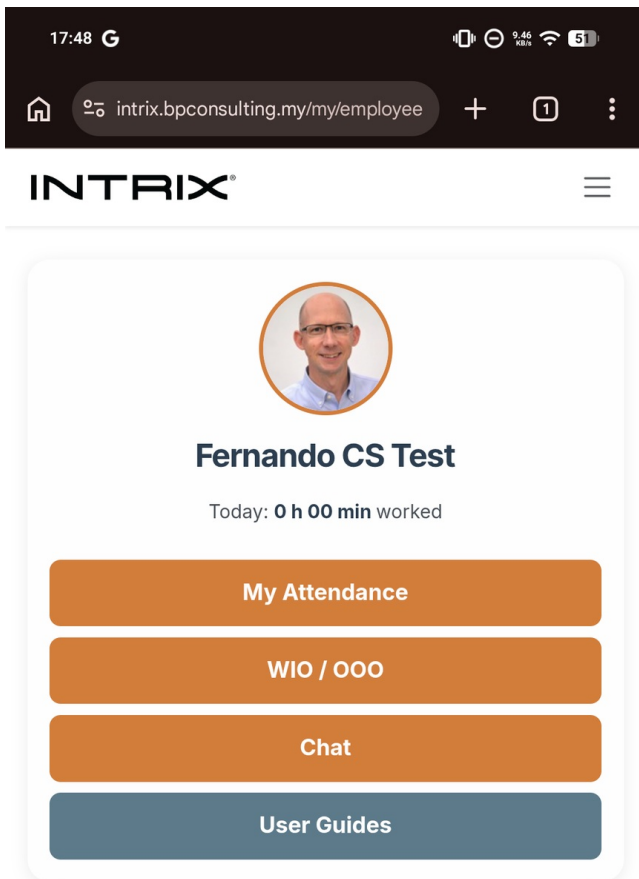 17:48 G
9.46
KB/s
51
intrix.bpconsulting.my/my/employee
1
INTRIX®
Fernando CS Test
Today: 0 h 00 min worked
My Attendance
WIO / OOO
Chat
User Guides